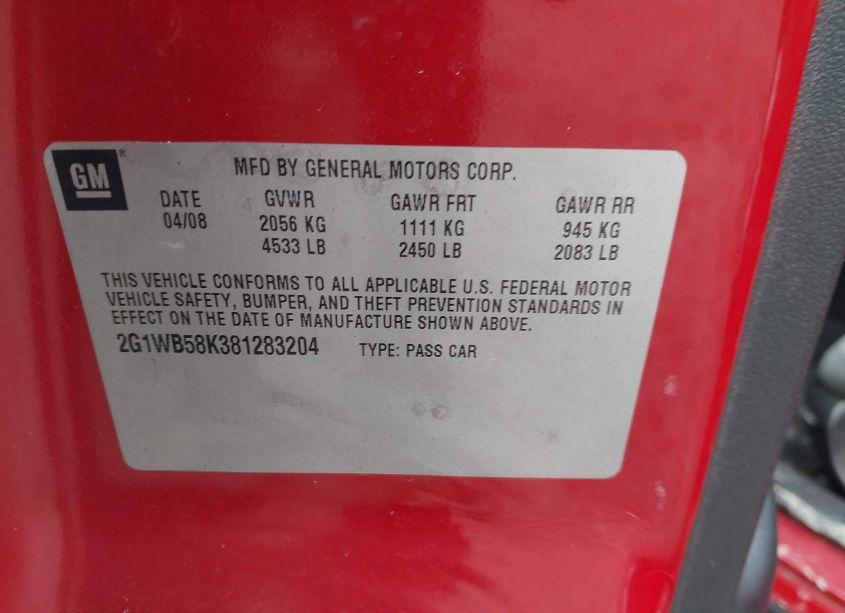 GM
MFD BY GENERAL MOTORS CORP.
DATE GVWR GAWR FRT GAWR RR
04/08 2056 KG 1111 KG 945 KG
4533 LB 2450 LB 2083 LB
THIS VEHICLE CONFORMS TO ALL APPLICABLE U.S. FEDERAL MOTOR
VEHICLE SAFETY, BUMPER, AND THEFT PREVENTION STANDARDS IN
EFFECT ON THE DATE OF MANUFACTURE SHOWN ABOVE.
2G1WB58K381283204 TYPE: PASS CAR